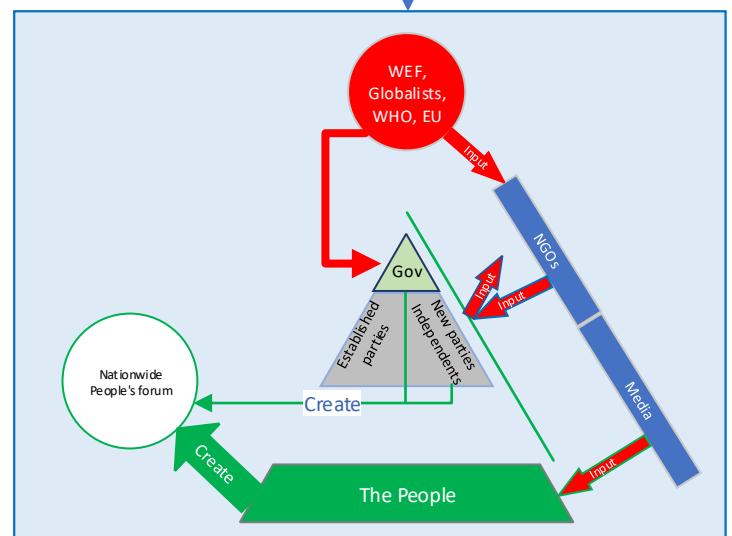 WEF,
Globalists,
WHO, EU
Input
NGOs
Gov
Input
Input
Established
parties
New parties
Independents
Nationwide
People's forum
Create
Media
Create
Input
The People